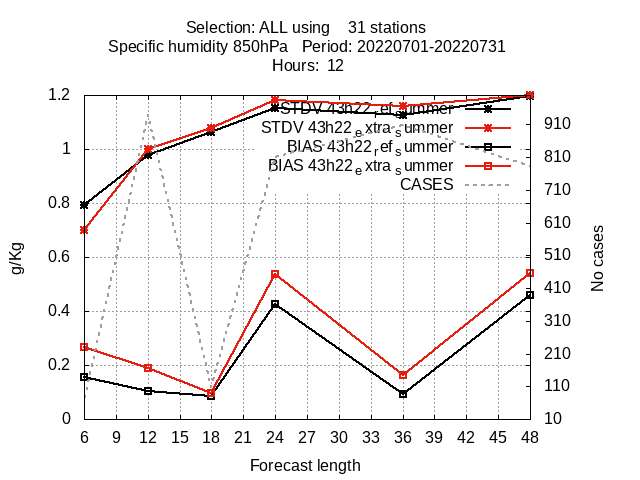 Selection: ALL using 31 stations
Specific humidity 850hPa Period: 20220701-20220731
Hours: 12
STDV 43h22_ref_summer
STDV 43h22_extra_summer
BIAS 43h22_ref_summer
BIAS 43h22_extra_summer
CASES
g/Kg
No cases
1.2
1
0.8
0.6
0.4
0.2
0
910
810
710
610
510
410
310
210
110
10
6 9 12 15 18 21 24 27 30 33 36 39 42 45 48
Forecast length